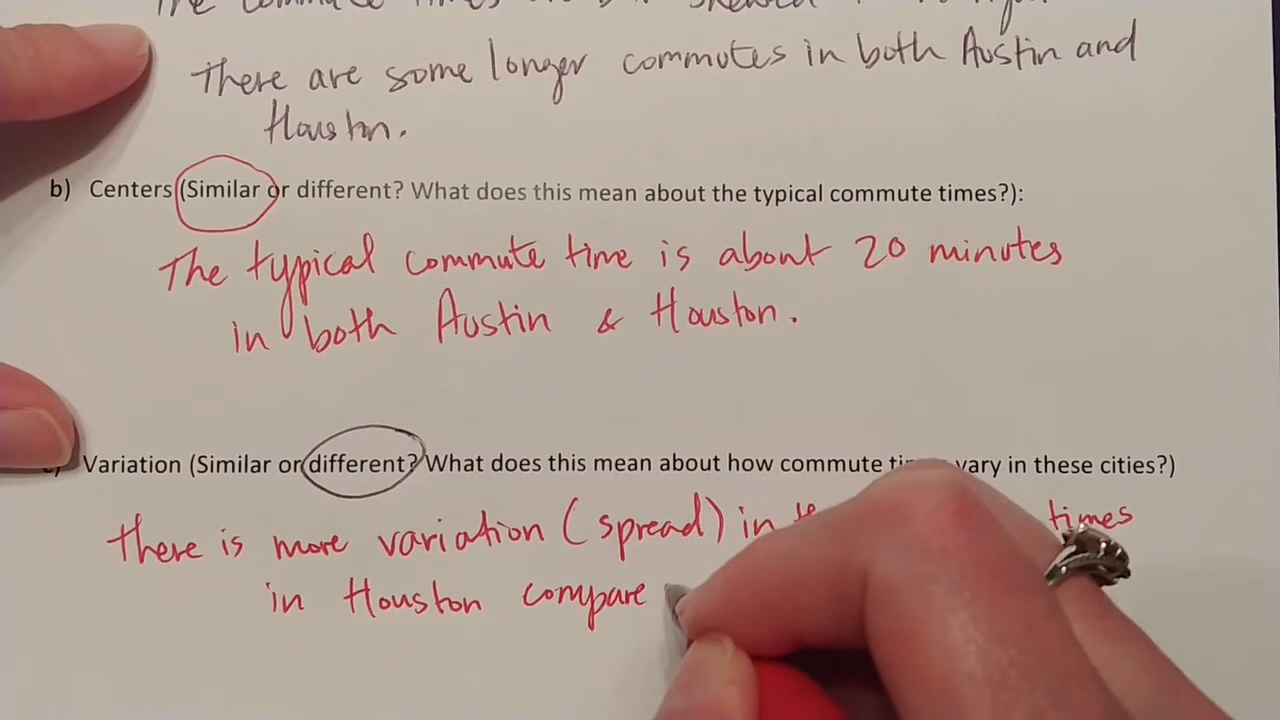 The commute times
There are some longer commutes in both Austin and
Houston.
b) Centers (Similar or different? What does this mean about the typical commute times?):
The typical commute time is about 20 minutes
in both Austin & Houston.
Variation (Similar or different? What does this mean about how commute vary in these cities?)
there is more variation (spread) in times
in Houston compare